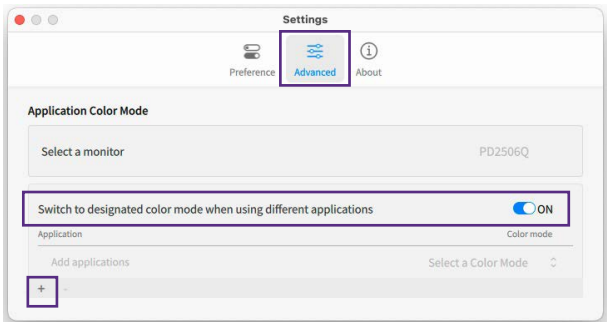 Settings
Preference Advanced About
Application Color Mode
Select a monitor PD2506Q
Switch to designated color mode when using different applications ON
Application Color mode
Add applications Select a Color Mode
+ -